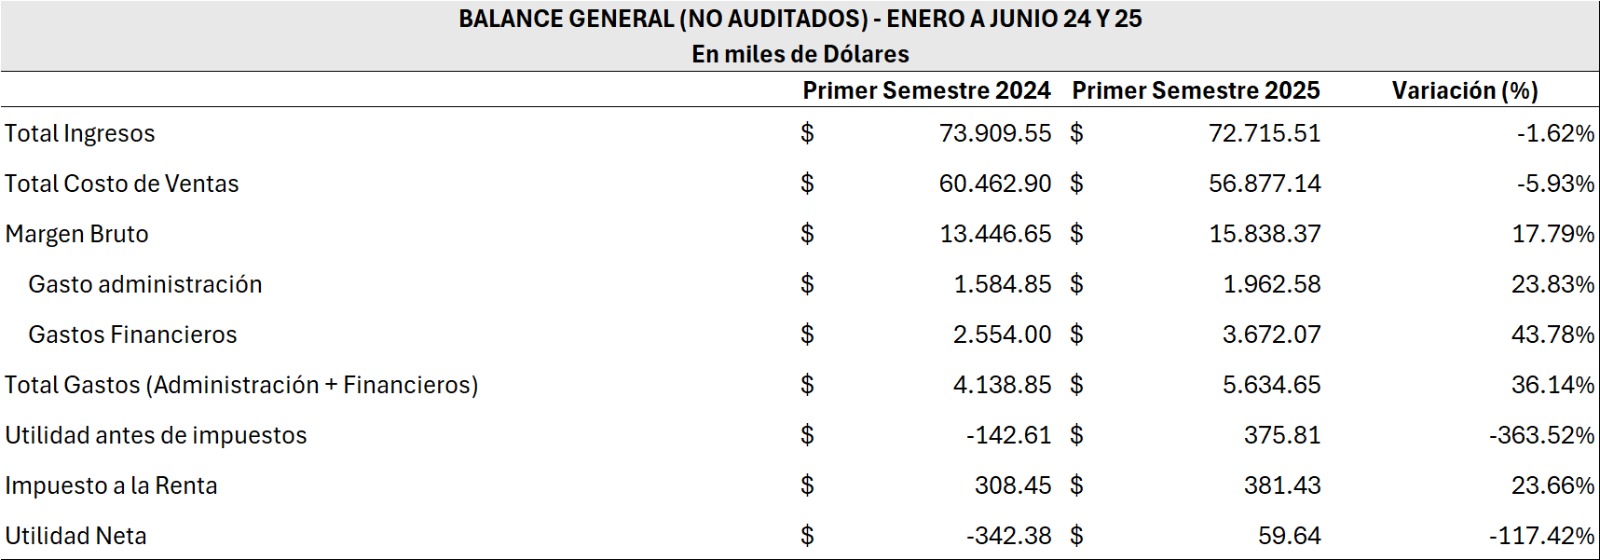 BALANCE GENERAL (NO AUDITADOS) - ENERO A JUNIO 24 Y 25
En miles de Dólares
Primer Semestre 2024 Primer Semestre 2025 Variación (%)
Total Ingresos $ 73.909.55 $ 72.715.51 -1.62%
Total Costo de Ventas $ 60.462.90 $ 56.877.14 -5.93%
Margen Bruto $ 13.446.65 $ 15.838.37 17.79%
Gasto administración $ 1.584.85 $ 1.962.58 23.83%
Gastos Financieros $ 2.554.00 $ 3.672.07 43.78%
Total Gastos (Administración + Financieros) $ 4.138.85 $ 5.634.65 36.14%
Utilidad antes de impuestos $ -142.61 $ 375.81 -363.52%
Impuesto a la Renta $ 308.45 $ 381.43 23.66%
Utilidad Neta $ -342.38 $ 59.64 -117.42%